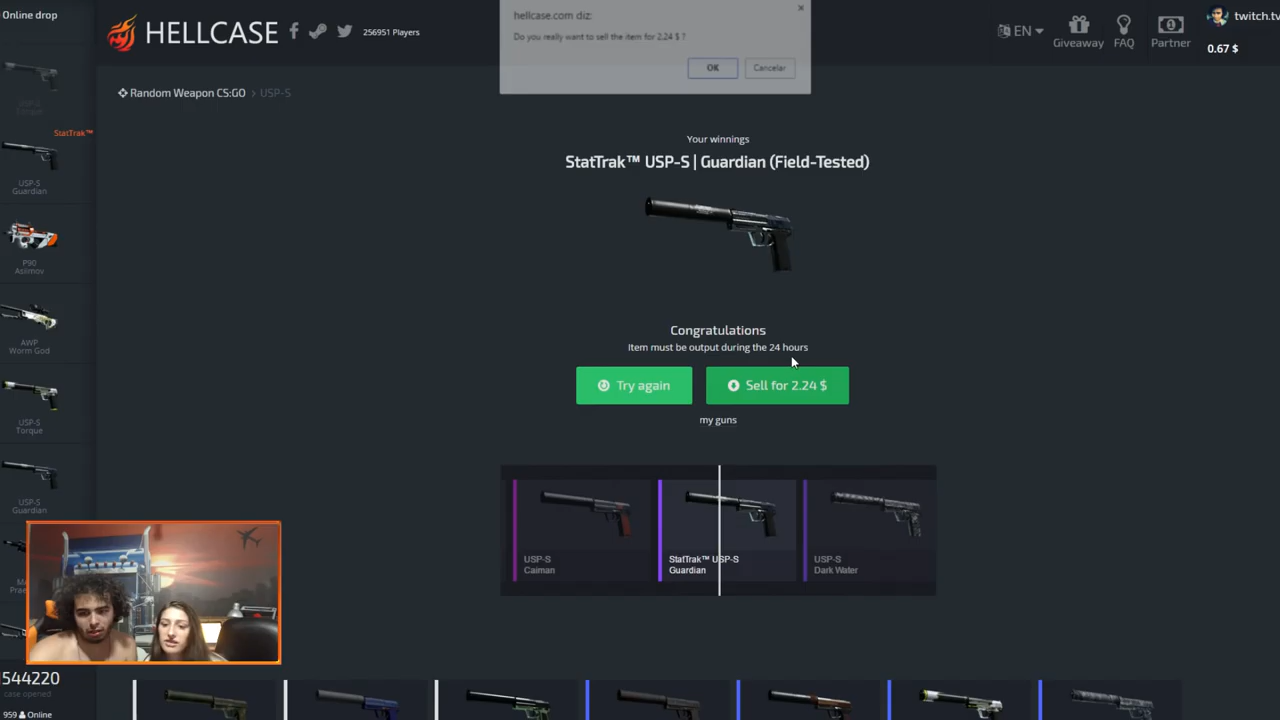 Online drop
HELLCASE
256951 Players
hellcase.com diz:
Do you really want to sell the item for 2.24 $ ?
OK
Cancelar
EN
Giveaway
FAQ
Partner
twitch.tv
0.67 $
Random Weapon CS:GO > USP-S
USP-S
Torque
StatTrak™
USP-S
Guardian
P90
Asiimov
AWP
Worm God
USP-S
Torque
USP-S
Guardian
Your winnings
StatTrak™ USP-S | Guardian (Field-Tested)
Congratulations
Item must be output during the 24 hours
Try again
Sell for 2.24 $
my guns
USP-S
Caiman
StatTrak™ USP-S
Guardian
USP-S
Dark Water
544220
case opened
959 Online